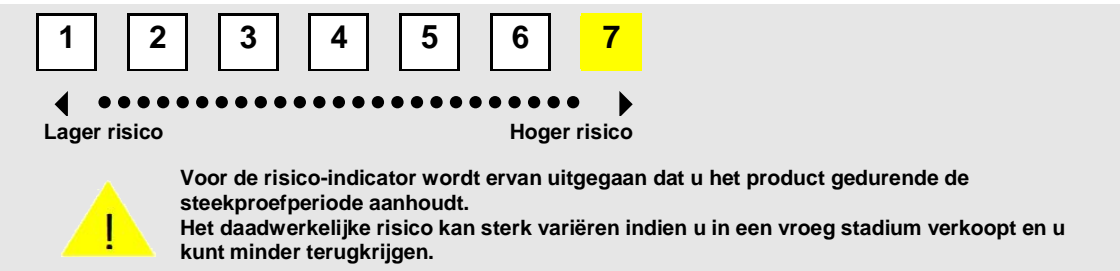 1 2 3 4 5 6 7
Lager risico Hoger risico
!
Voor de risico-indicator wordt ervan uitgegaan dat u het product gedurende de
steekproefperiode aanhoudt.
Het daadwerkelijke risico kan sterk variëren indien u in een vroeg stadium verkoopt en u
kunt minder terugkrijgen.